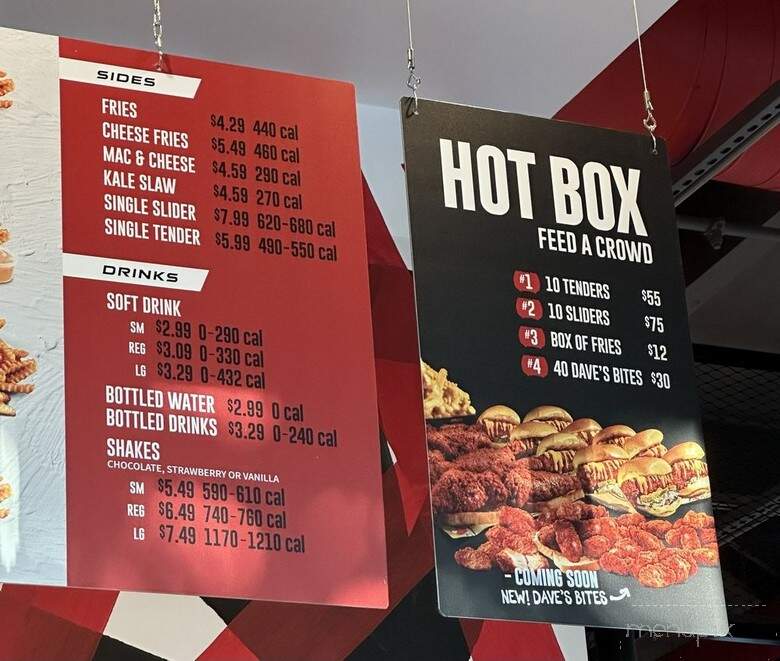 SIDES
FRIES $4.29 440 cal
CHEESE FRIES $5.49 460 cal
MAC & CHEESE $4.59 290 cal
KALE SLAW $4.59 270 cal
SINGLE SLIDER $7.99 620-680 cal
SINGLE TENDER $5.99 490-550 cal
DRINKS
SOFT DRINK
SM $2.99 0-290 cal
REG $3.09 0-330 cal
LG $3.29 0-432 cal
BOTTLED WATER $2.99 0 cal
BOTTLED DRINKS $3.29 0-240 cal
SHAKES
CHOCOLATE, STRAWBERRY OR VANILLA
SM $5.49 590-610 cal
REG $6.49 740-760 cal
LG $7.49 1170-1210 cal
HOT BOX
FEED A CROWD
#1 10 TENDERS $55
#2 10 SLIDERS $75
#3 BOX OF FRIES $12
#4 40 DAVE'S BITES $30
- COMING SOON
NEW! DAVE'S BITES
menupix